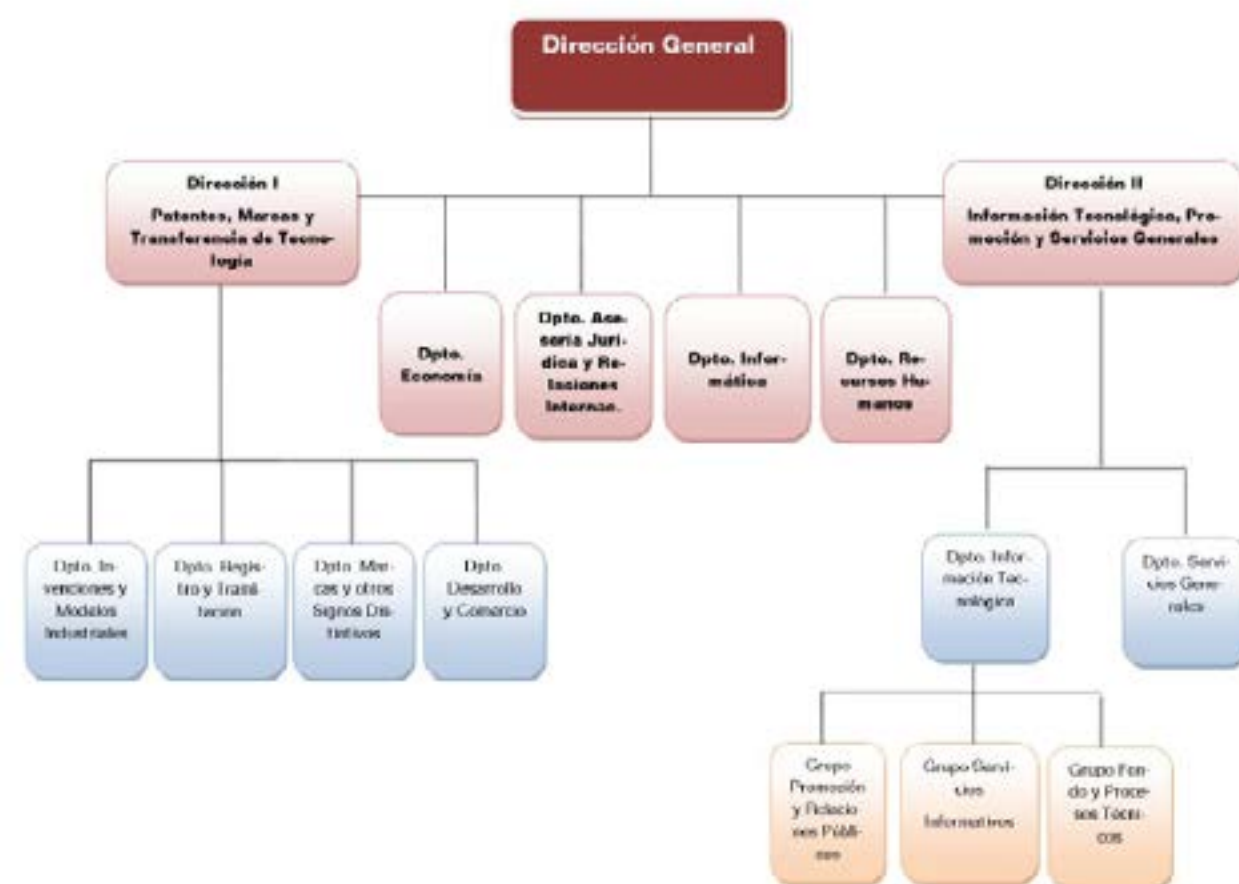 Dirección General
Dirección I
Patentes, Marcas y
Transferencia de Tecno-
logía
Dirección II
Información Tecnológica, Pro-
moción y Servicios Generales
Dpto.
Economía
Dpto. Ase-
soría Jurí-
dica y Re-
laciones
Internac.
Dpto. Infor-
mática
Dpto. Re-
cursos Hu-
manos
Dpto. In-
venciones y
Modelos
Industriales
Dpto. Regis-
tro y Trami-
tación
Dpto. Mar-
cas y otros
Signos Dis-
tintivos
Dpto.
Desarrollo
y Comercio
Dpto. Infor-
mación Tec-
nológica
Dpto. Servi-
cios Gene-
rales
Grupo
Promoción
y Relacio
nes Públi-
cas
Grupo Servi-
cios
Informativos
Grupo Fon-
do y Proce-
sos Técni-
cos